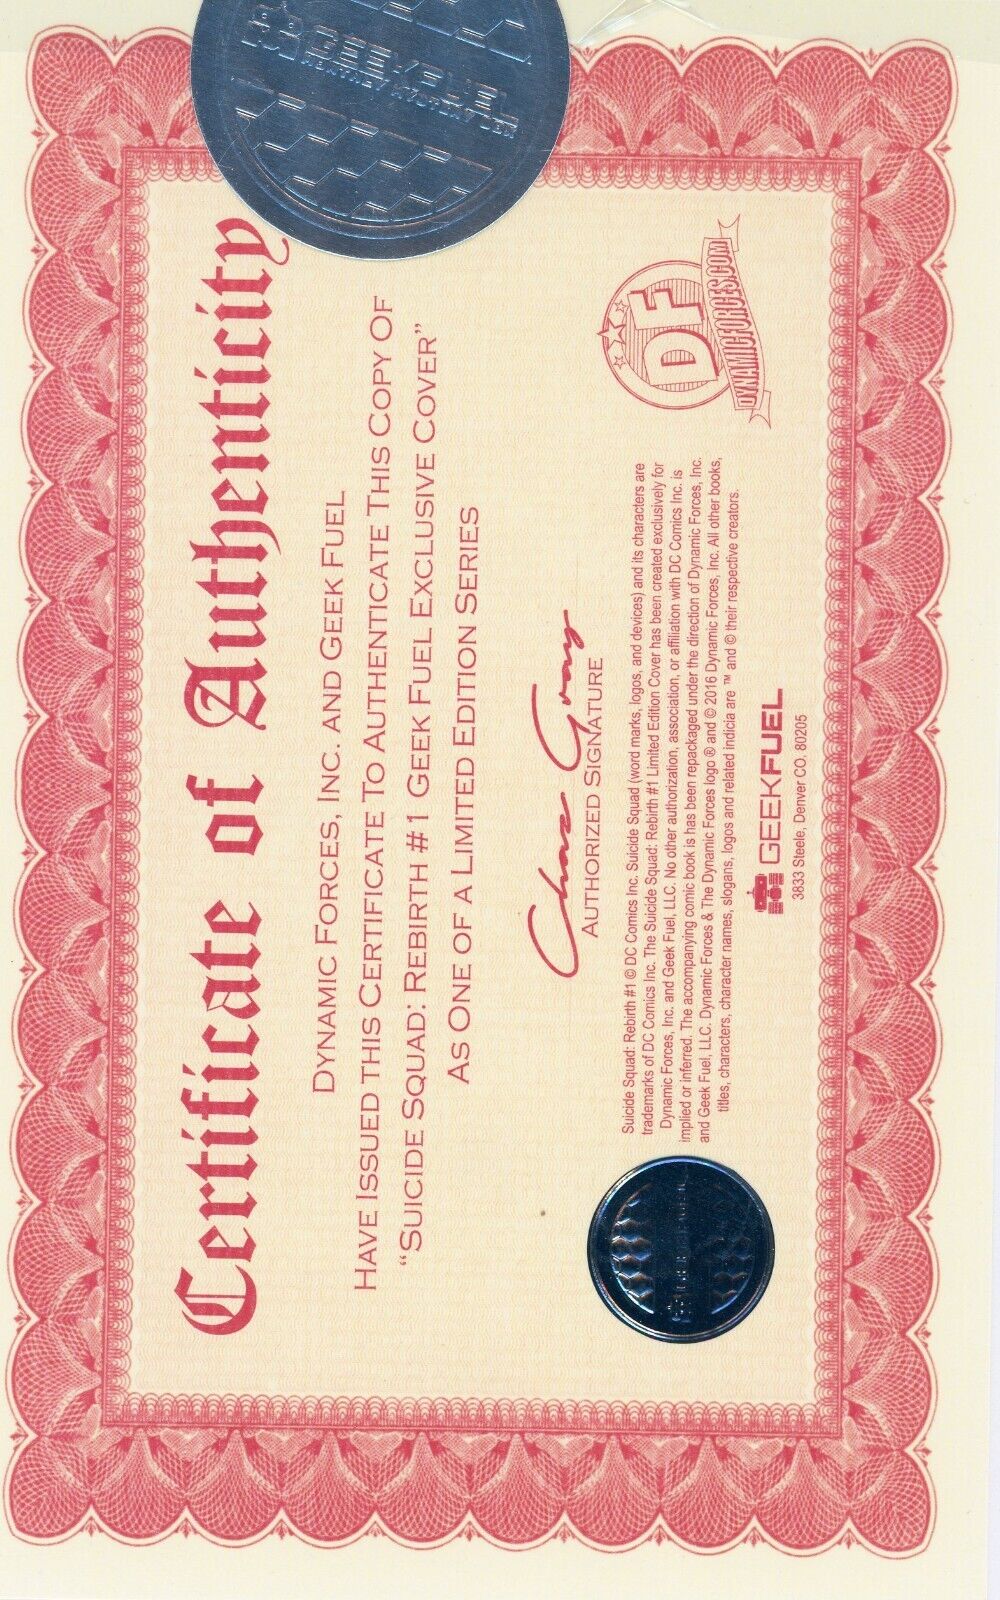 GEEKFUEL
MONTHLY MYSTERY BOX
Certificate of Authenticity
DYNAMIC FORCES, INC. AND GEEK FUEL
HAVE ISSUED THIS CERTIFICATE TO AUTHENTICATE THIS COPY OF
“SUICIDE SQUAD: REBIRTH #1 GEEK FUEL EXCLUSIVE COVER”
AS ONE OF A LIMITED EDITION SERIES
AUTHORIZED SIGNATURE
Suicide Squad: Rebirth #1 © DC Comics Inc. Suicide Squad (word marks, logos, and devices) and its characters are
trademarks of DC Comics Inc. The Suicide Squad: Rebirth #1 Limited Edition Cover has been created exclusively for
Dynamic Forces, Inc. and Geek Fuel, LLC. No other authorization, association, or affiliation with DC Comics Inc. is
implied or inferred. The accompanying comic book is has been repackaged under the direction of Dynamic Forces, Inc.
and Geek Fuel, LLC. Dynamic Forces & The Dynamic Forces logo ® and © 2016 Dynamic Forces, Inc. All other books,
titles, characters, character names, slogans, logos and related indicia are ™ and © their respective creators.
GEEKFUEL
3833 Steele, Denver CO. 80205
DF
DYNAMICFORCES.COM